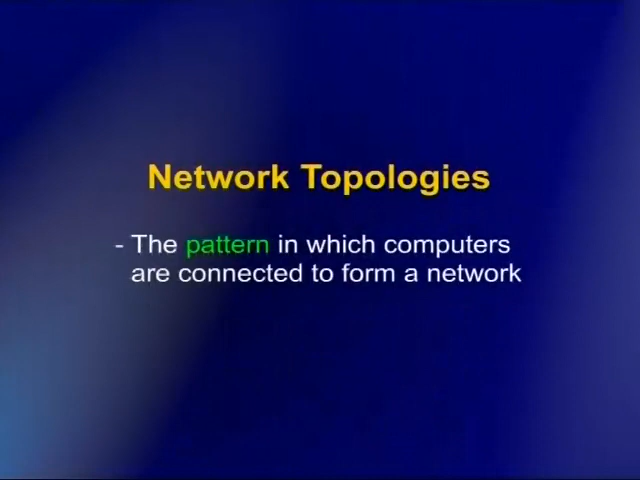 Network Topologies
- The pattern in which computers
are connected to form a network